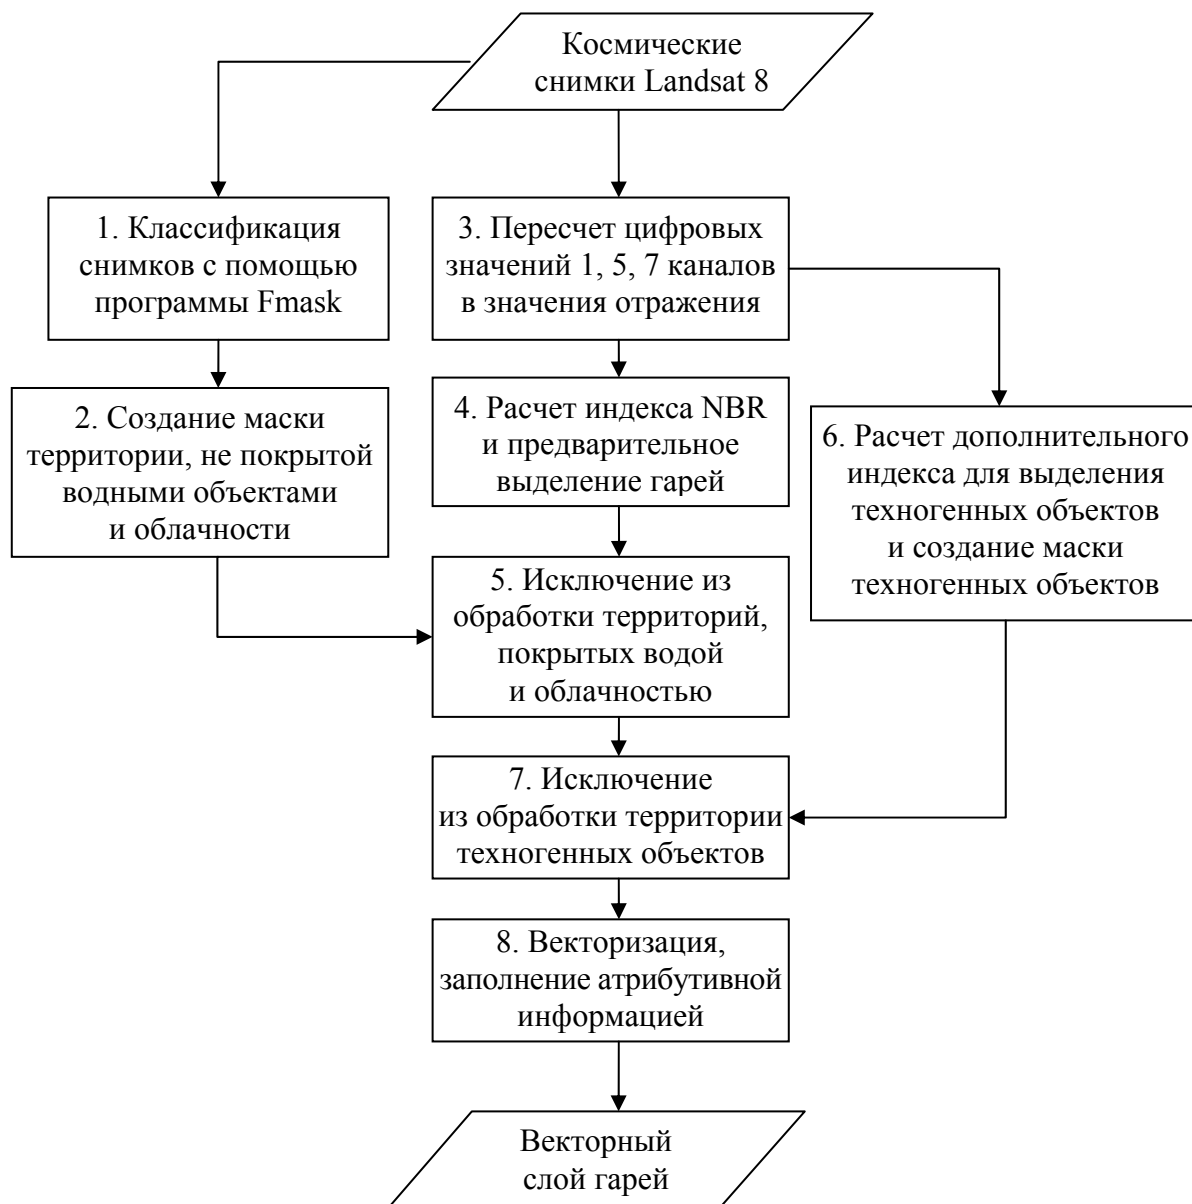 Космические
снимки Landsat 8
1. Классификация
снимков с помощью
программы Fmask
3. Пересчет цифровых
значений 1, 5, 7 каналов
в значения отражения
2. Создание маски
территории, не покрытой
водными объектами
и облачности
4. Расчет индекса NBR
и предварительное
выделение гарей
6. Расчет дополнительного
индекса для выделения
техногенных объектов
и создание маски
техногенных объектов
5. Исключение из
обработки территорий,
покрытых водой
и облачностью
7. Исключение
из обработки территории
техногенных объектов
8. Векторизация,
заполнение атрибутивной
информацией
Векторный
слой гарей